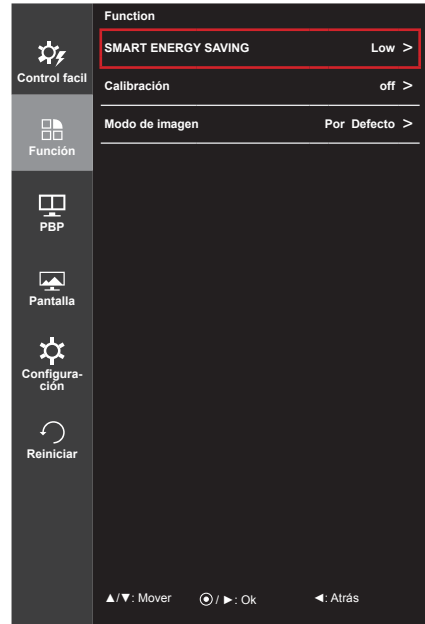 Function
SMART ENERGY SAVING Low >
Calibración off >
Modo de imagen Por Defecto >
Control facil
Función
PBP
Pantalla
Configura-
ción
Reiniciar
▲/▼: Mover ⦿/ ►: Ok ◄: Atrás